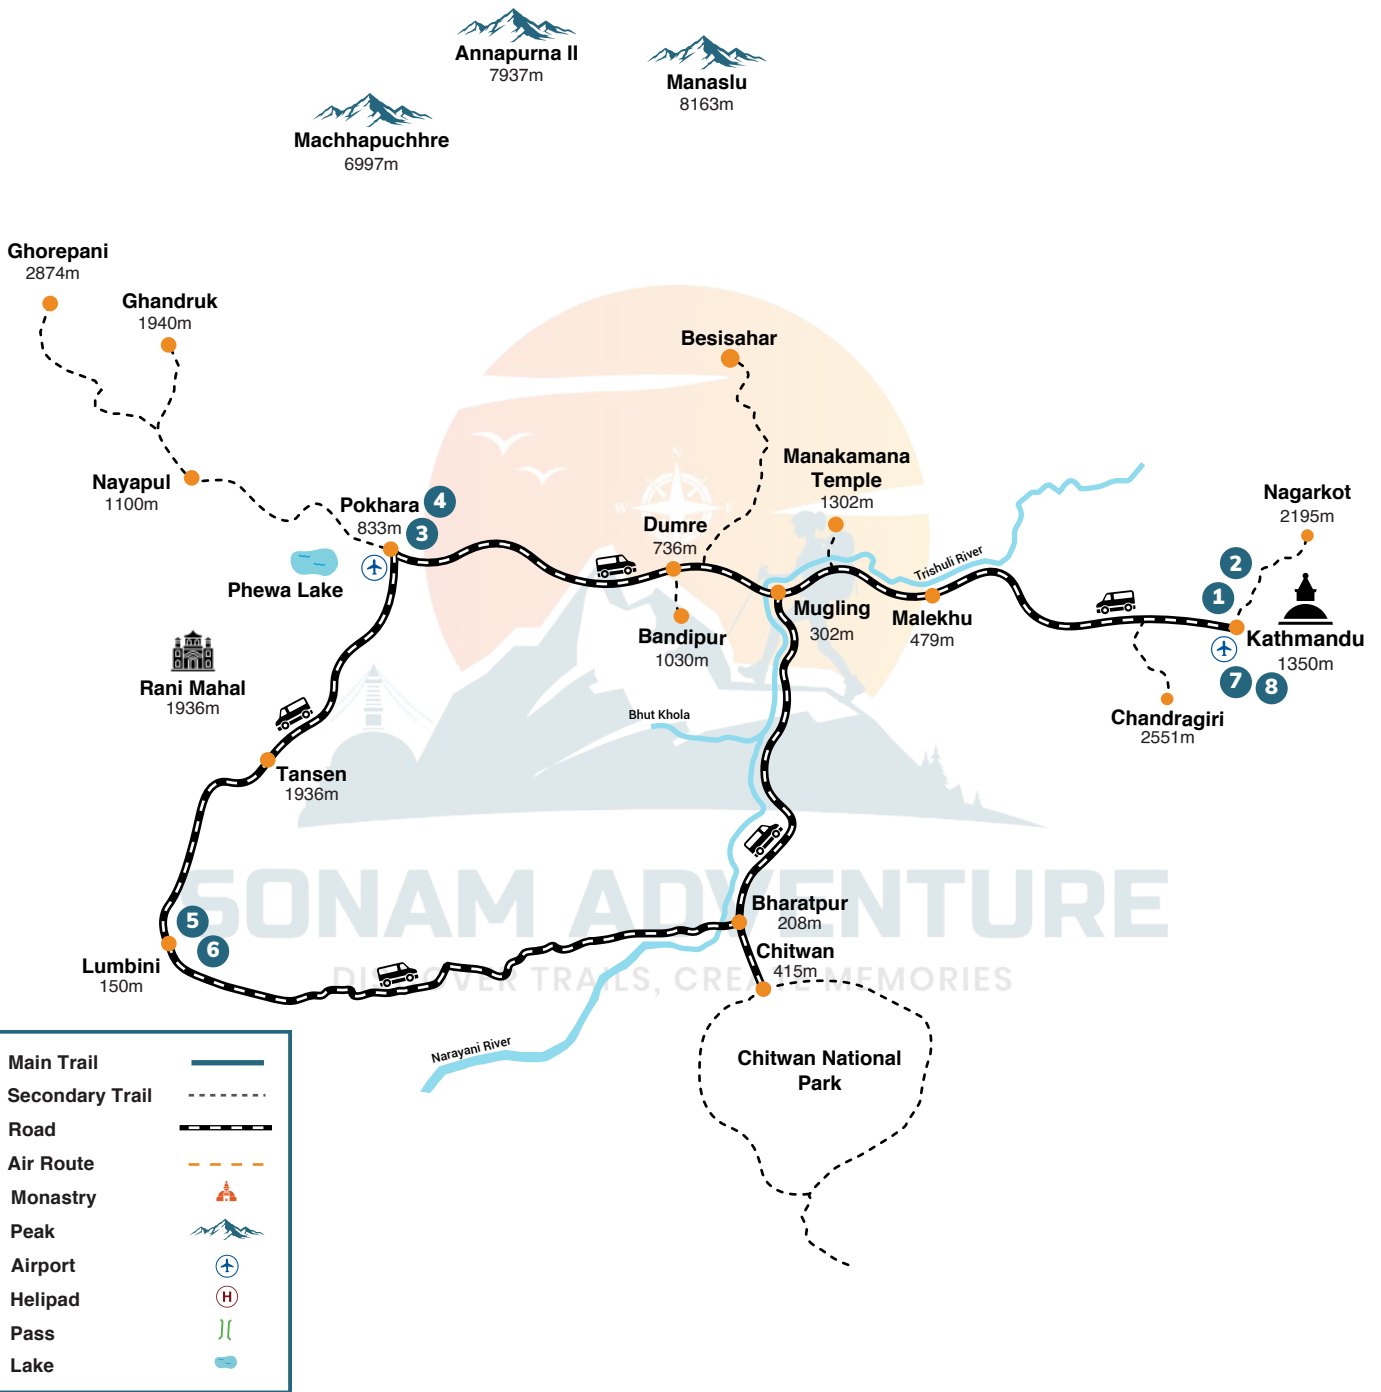 Annapurna II
7937m
Manaslu
8163m
Machhapuchhre
6997m
Ghorepani
2874m
Ghandruk
1940m
Besisahar
Manakamana
Temple
1302m
Nagarkot
2195m
Nayapul
1100m
Pokhara
833m
4
3
Dumre
736m
N
W
E
Trishuli River
2
1
Phewa Lake
Mugling
302m
Malekhu
479m
Kathmandu
1350m
7
8
Bandipur
1030m
Rani Mahal
1936m
Bhut Khola
Chandragiri
2551m
Tansen
1936m
SONAM ADVENTURE
DISCOVER TRAILS, CREATE MEMORIES
5
6
Bharatpur
208m
Chitwan
415m
Lumbini
150m
Narayani River
Chitwan National
Park
Main Trail
Secondary Trail
Road
Air Route
Monastry
Peak
Airport
Helipad
H
Pass
Lake